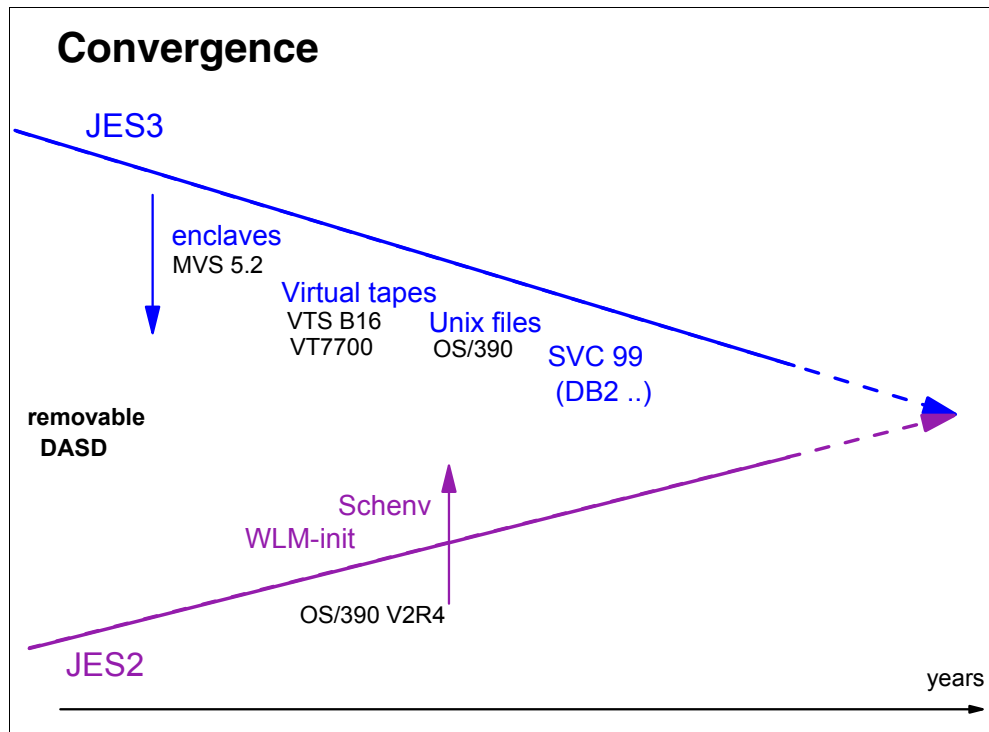 Convergence
JES3
enclaves
MVS 5.2
Virtual tapes
VTS B16
VT7700
Unix files
OS/390
SVC 99
(DB2 ..)
removable
DASD
Schenv
WLM-init
OS/390 V2R4
JES2
years